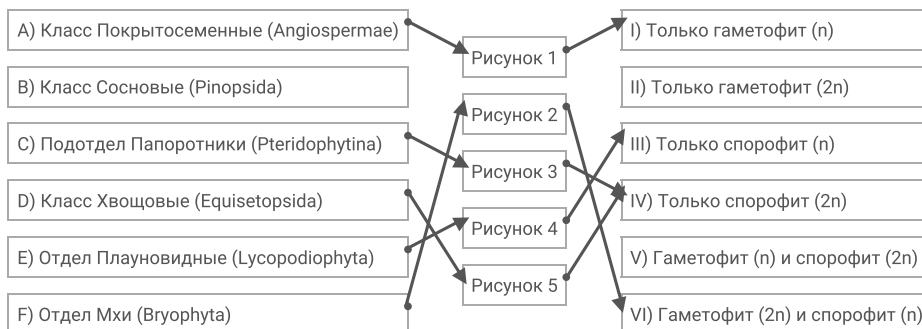 A) Класс Покрытосеменные (Angiospermae)
B) Класс Сосновые (Pinopsida)
C) Подотдел Папоротники (Pteridophytina)
D) Класс Хвощовые (Equisetopsida)
E) Отдел Плауновидные (Lycopodiophyta)
F) Отдел Мхи (Bryophyta)
Рисунок 1
Рисунок 2
Рисунок 3
Рисунок 4
Рисунок 5
I) Только гаметофит (n)
II) Только гаметофит (2n)
III) Только спорофит (n)
IV) Только спорофит (2n)
V) Гаметофит (n) и спорофит (2n)
VI) Гаметофит (2n) и спорофит (n)